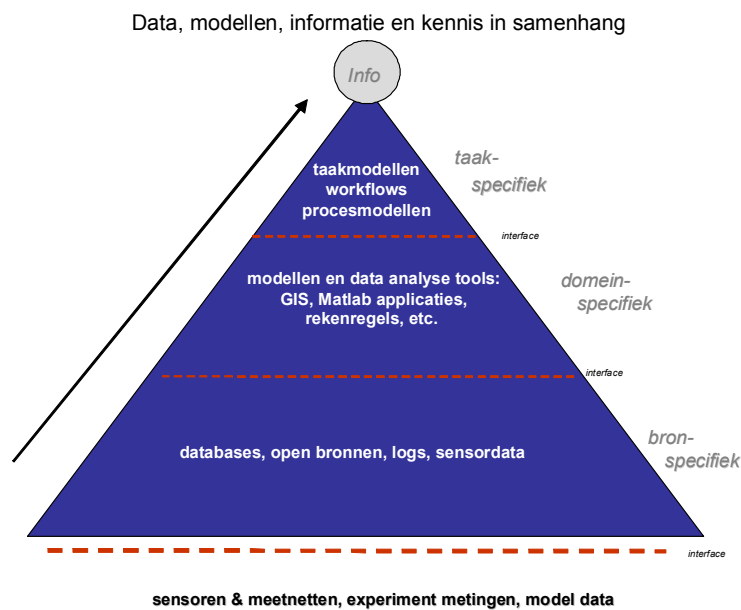 Data, modellen, informatie en kennis in samenhang
Info
taakmodellen
workflows
procesmodellen
taak-
specifiek
interface
modellen en data analyse tools:
GIS, Matlab applicaties,
rekenregels, etc.
domein-
specifiek
interface
databases, open bronnen, logs, sensordata
bron-
specifiek
interface
sensoren & meetnetten, experiment metingen, model data